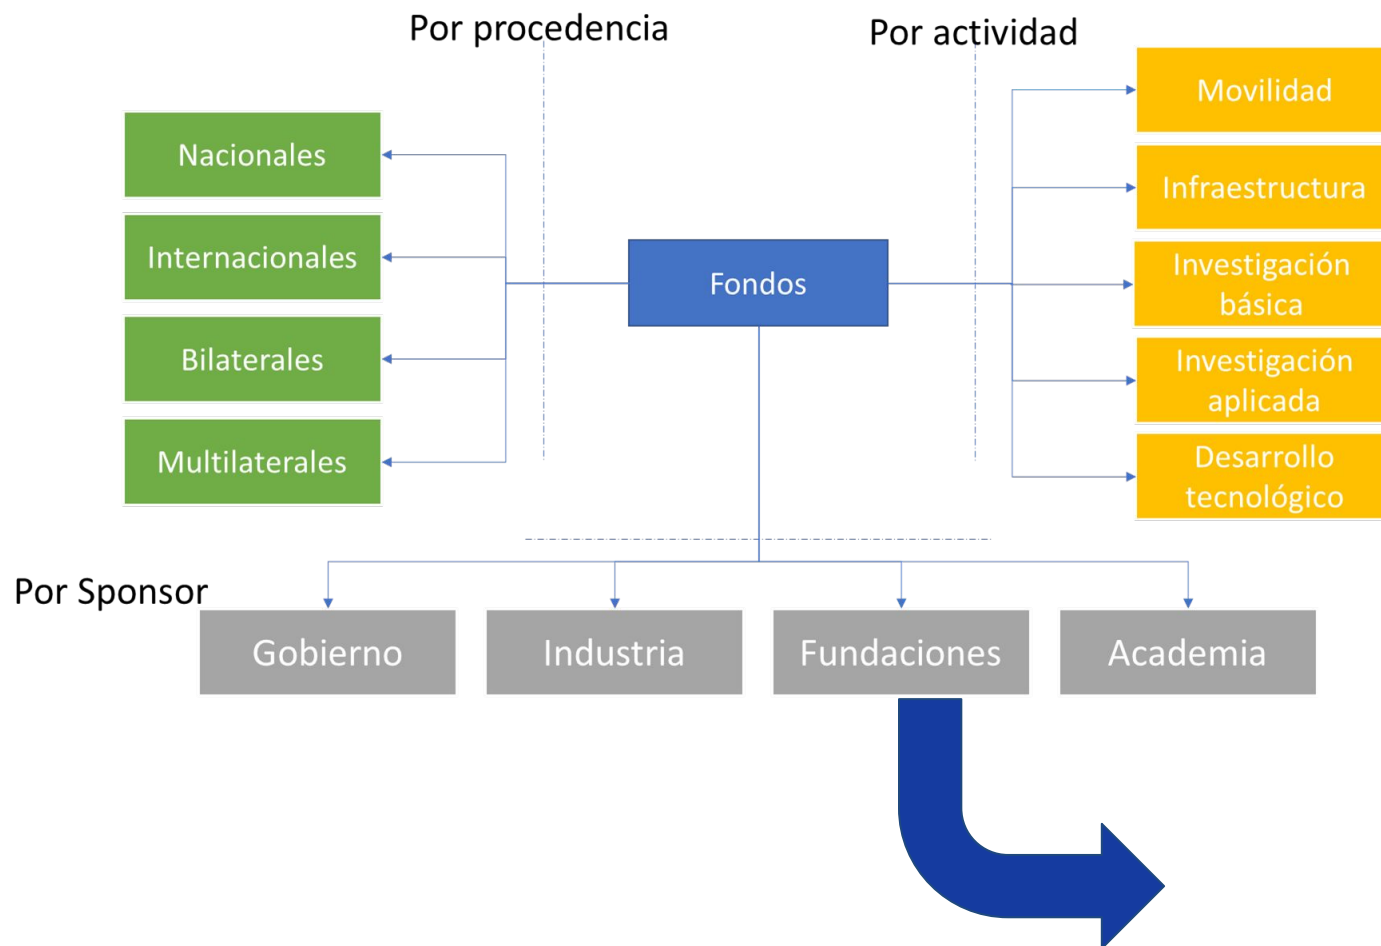 Por procedencia
Por actividad
Nacionales
Internacionales
Bilaterales
Multilaterales
Fondos
Movilidad
Infraestructura
Investigación
básica
Investigación
aplicada
Desarrollo
tecnológico
Por Sponsor
Gobierno
Industria
Fundaciones
Academia